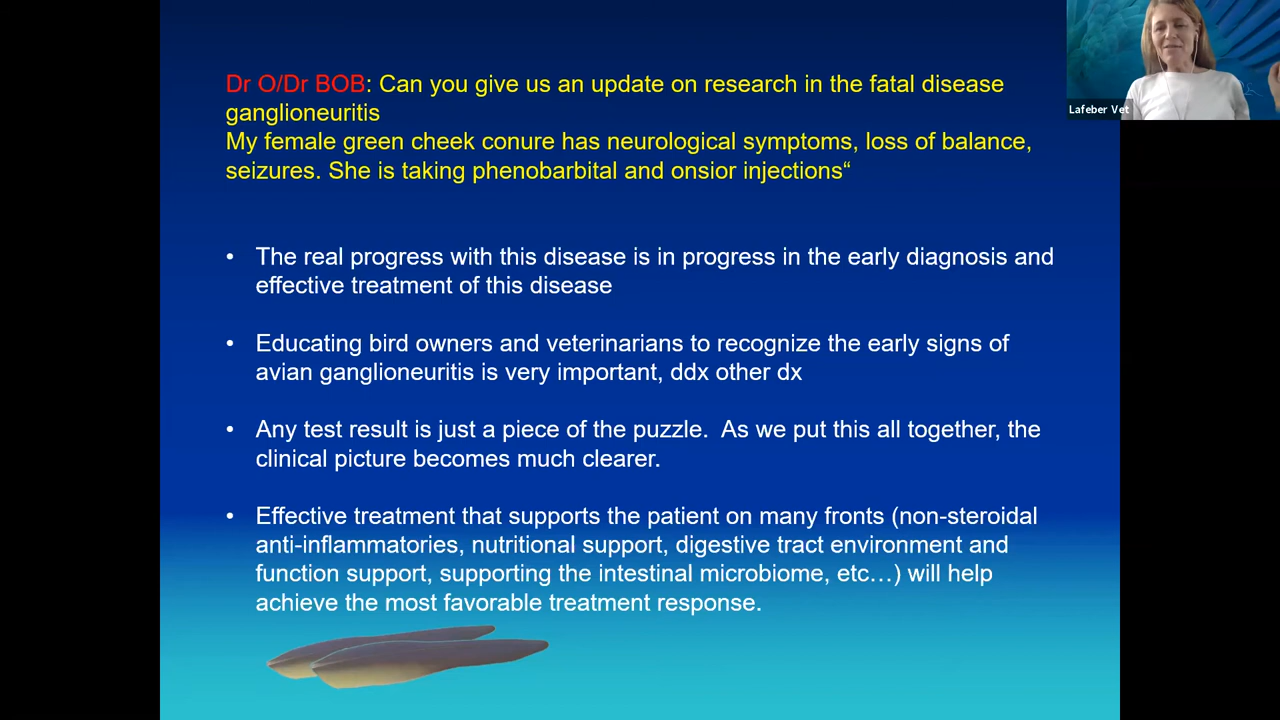 Dr O/Dr BOB: Can you give us an update on research in the fatal disease
ganglioneuritis
My female green cheek conure has neurological symptoms, loss of balance,
seizures. She is taking phenobarbital and onsior injections“
• The real progress with this disease is in progress in the early diagnosis and
effective treatment of this disease
• Educating bird owners and veterinarians to recognize the early signs of
avian ganglioneuritis is very important, ddx other dx
• Any test result is just a piece of the puzzle.  As we put this all together, the
clinical picture becomes much clearer.
• Effective treatment that supports the patient on many fronts (non-steroidal
anti-inflammatories, nutritional support, digestive tract environment and
function support, supporting the intestinal microbiome, etc…) will help
achieve the most favorable treatment response.
Lafeber Vet